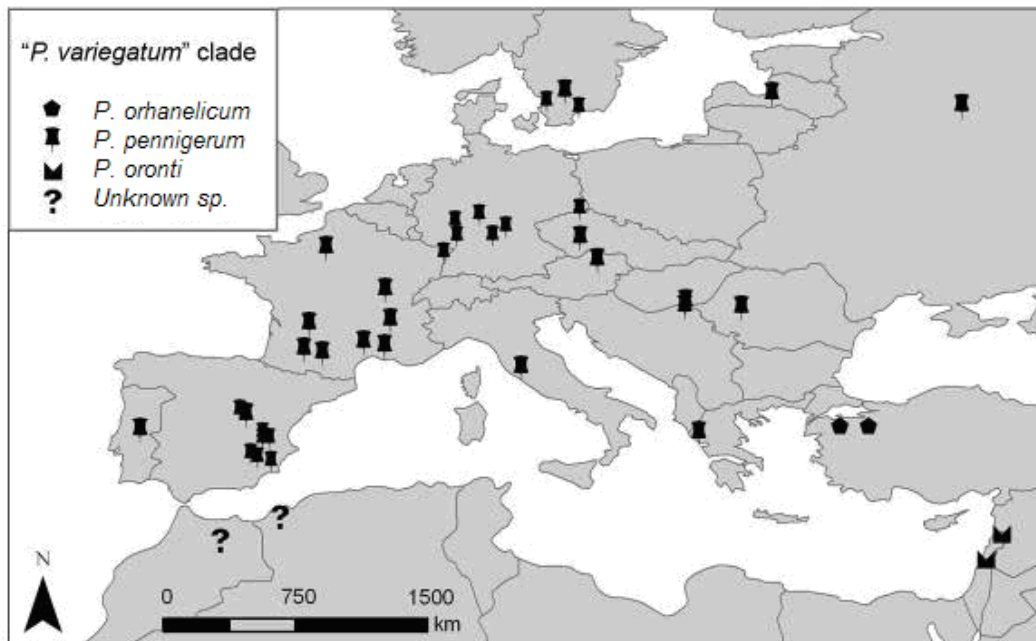 “P. variegatum” clade
P. orhanelicum
P. pennigerum
P. oronti
? Unknown sp.
?
?
N
0 750 1500
km